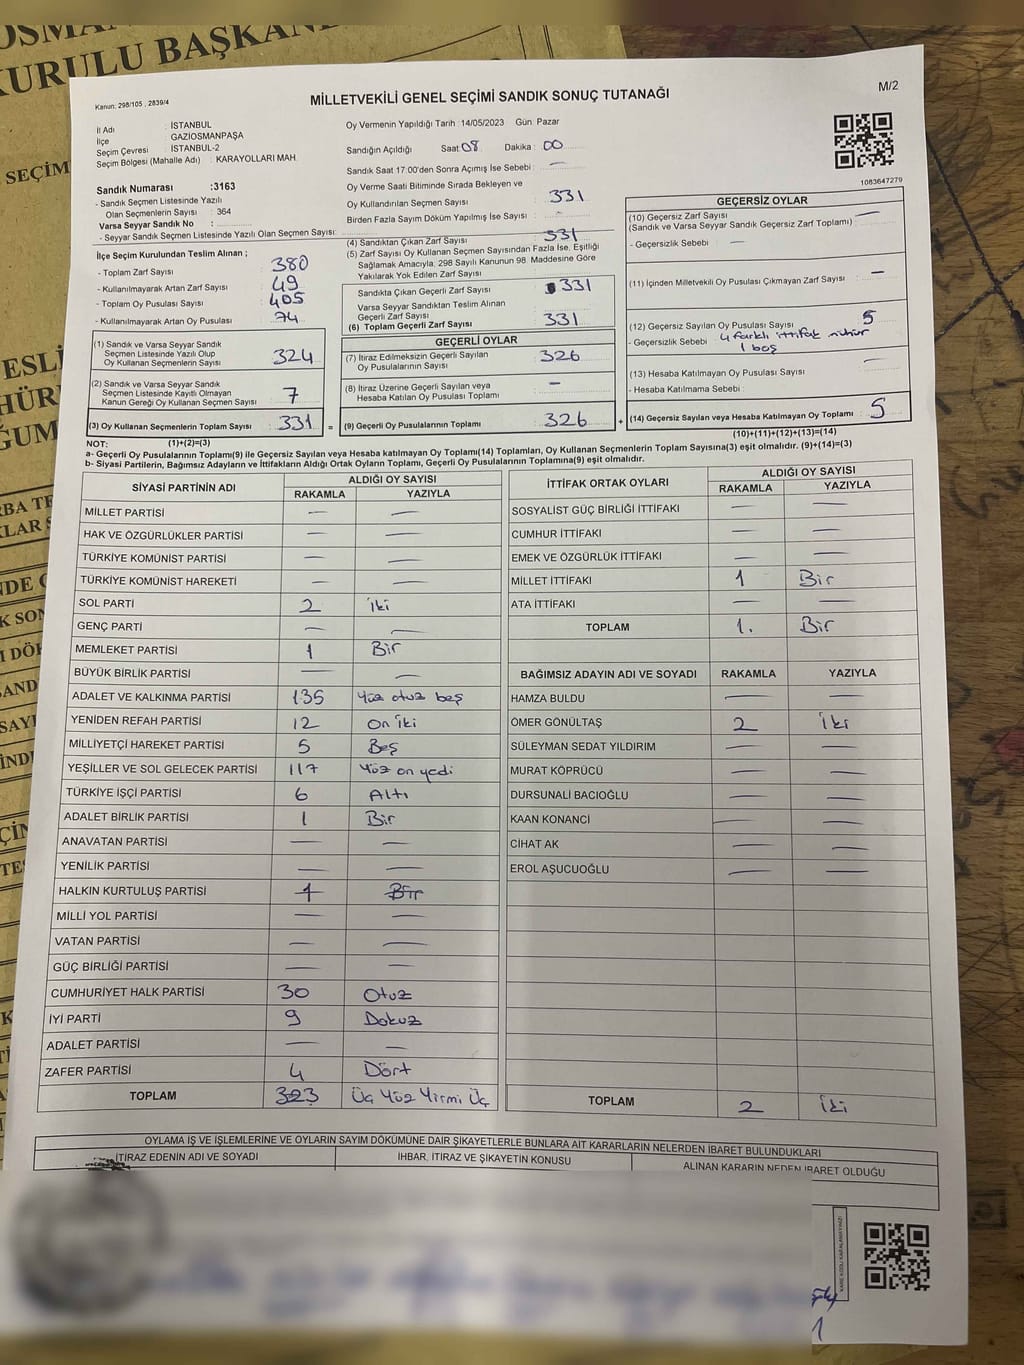 OSMAN
KURULU BAŞKAN
SEÇİM
Kanun: 298/105 , 2839/4
MİLLETVEKİLİ GENEL SEÇİMİ SANDIK SONUÇ TUTANAĞI
M/2
İl Adı : İSTANBUL
İlçe GAZİOSMANPAŞA
Seçim Çevresi : İSTANBUL-2
Seçim Bölgesi (Mahalle Adı) : KARAYOLLARI MAH.
Oy Vermenin Yapıldığı Tarih :14/05/2023 Gün: Pazar
Sandığın Açıldığı Saat: 08 Dakika : 00
Sandık Saat 17:00'den Sonra Açımış İse Sebebi : —
1083647279
Sandık Numarası :3163
- Sandık Seçmen Listesinde Yazılı
Olan Seçmenlerin Sayısı : 364
Varsa Seyyar Sandık No :
- Seyyar Sandık Seçmen Listesinde Yazılı Olan Seçmen Sayısı:
Oy Verme Saati Bitiminde Sırada Bekleyen ve
Oy Kullandırılan Seçmen Sayısı 331
Birden Fazla Sayım Döküm Yapılmış İse Sayısı : -
İlçe Seçim Kurulundan Teslim Alınan ;
- Toplam Zarf Sayısı 380
- Kullanılmayarak Artan Zarf Sayısı : 49
- Toplam Oy Pusulası Sayısı : 405
- Kullanılmayarak Artan Oy Pusulası : 74
(4) Sandıktan Çıkan Zarf Sayısı 331
(5) Zarf Sayısı Oy Kullanan Seçmen Sayısından Fazla İse, Eşitliği
Sağlamak Amacıyla, 298 Sayılı Kanunun 98. Maddesine Göre
Yakılarak Yok Edilen Zarf Sayısı :
Sandıkta Çıkan Geçerli Zarf Sayısı : 331
Varsa Seyyar Sandıktan Teslim Alınan
Geçerli Zarf Sayısı
(6) Toplam Geçerli Zarf Sayısı : 331
GEÇERSİZ OYLAR
(10) Geçersiz Zarf Sayısı —
(Sandık ve Varsa Seyyar Sandık Geçersiz Zarf Toplamı) :
- Geçersizlik Sebebi : —
(11) İçinden Milletvekili Oy Pusulası Çıkmayan Zarf Sayısı : —
(12) Geçersiz Sayılan Oy Pusulası Sayısı 5
- Geçersizlik Sebebi : 4 farklı ittifak mühür
1 boş
(13) Hesaba Katılmayan Oy Pusulası Sayısı : —
- Hesaba Katılmama Sebebi :
(14) Geçersiz Sayılan veya Hesaba Katılmayan Oy Toplamı : 5
(10)+(11)+(12)+(13)=(14)
(1) Sandık ve Varsa Seyyar Sandık
Seçmen Listesinde Yazılı Olup
Oy Kullanan Seçmenlerin Sayısı : 324
(2) Sandık ve Varsa Seyyar Sandık
Seçmen Listesinde Kayıtlı Olmayan
Kanun Gereği Oy Kullanan Seçmen Sayısı : 7
(3) Oy Kullanan Seçmenlerin Toplam Sayısı : 331 =
GEÇERLİ OYLAR
(7) İtiraz Edilmeksizin Geçerli Sayılan
Oy Pusulalarının Sayısı : 326
(8) İtiraz Üzerine Geçerli Sayılan veya
Hesaba Katılan Oy Pusulası Toplamı : —
(9) Geçerli Oy Pusulalarının Toplamı : 326 +
NOT: (1)+(2)=(3)
a- Geçerli Oy Pusulalarının Toplamı(9) ile Geçersiz Sayılan veya Hesaba katılmayan Oy Toplamı(14) Toplamları, Oy Kullanan Seçmenlerin Toplam Sayısına(3) eşit olmalıdır. (9)+(14)=(3)
b- Siyasi Partilerin, Bağımsız Adayların ve İttifakların Aldığı Ortak Oyların Toplamı, Geçerli Oy Pusulalarının Toplamına(9) eşit olmalıdır.
SİYASİ PARTİNİN ADI ALDIĞI OY SAYISI
RAKAMLA YAZIYLA
MİLLET PARTİSİ — —
HAK VE ÖZGÜRLÜKLER PARTİSİ — —
TÜRKİYE KOMÜNİST PARTİSİ — —
TÜRKİYE KOMÜNİST HAREKETİ — —
SOL PARTİ 2 İki
GENÇ PARTİ — —
MEMLEKET PARTİSİ 1 Bir
BÜYÜK BİRLİK PARTİSİ — —
ADALET VE KALKINMA PARTİSİ 135 Yüz otuz beş
YENİDEN REFAH PARTİSİ 12 On iki
MİLLİYETÇİ HAREKET PARTİSİ 5 Beş
YEŞİLLER VE SOL GELECEK PARTİSİ 117 Yüz on yedi
TÜRKİYE İŞÇİ PARTİSİ 6 Altı
ADALET BİRLİK PARTİSİ 1 Bir
ANAVATAN PARTİSİ — —
YENİLİK PARTİSİ — —
HALKIN KURTULUŞ PARTİSİ 1 Bir
MİLLİ YOL PARTİSİ — —
VATAN PARTİSİ — —
GÜÇ BİRLİĞİ PARTİSİ — —
CUMHURİYET HALK PARTİSİ 30 Otuz
İYİ PARTİ 9 Dokuz
ADALET PARTİSİ — —
ZAFER PARTİSİ 4 Dört
TOPLAM 323 Üç Yüz Yirmi Üç
İTTİFAK ORTAK OYLARI ALDIĞI OY SAYISI
RAKAMLA YAZIYLA
SOSYALİST GÜÇ BİRLİĞİ İTTİFAKI — —
CUMHUR İTTİFAKI — —
EMEK VE ÖZGÜRLÜK İTTİFAKI — —
MİLLET İTTİFAKI 1 Bir
ATA İTTİFAKI — —
TOPLAM 1. Bir
BAĞIMSIZ ADAYIN ADI VE SOYADI RAKAMLA YAZIYLA
HAMZA BULDU — —
ÖMER GÖNÜLTAŞ 2 İki
SÜLEYMAN SEDAT YILDIRIM — —
MURAT KÖPRÜCÜ — —
DURSUNALİ BACIOĞLU — —
KAAN KONANCİ — —
CİHAT AK — —
EROL AŞUCUOĞLU — —
TOPLAM 2 İki
OYLAMA İŞ VE İŞLEMLERİNE VE OYLARIN SAYIM DÖKÜMÜNE DAİR ŞİKAYETLERLE BUNLARA AİT KARARLARIN NELERDEN İBARET BULUNDUKLARI
İTİRAZ EDENİN ADI VE SOYADI İHBAR, İTİRAZ VE ŞİKAYETİN KONUSU ALINAN KARARIN NEDEN İBARET OLDUĞU